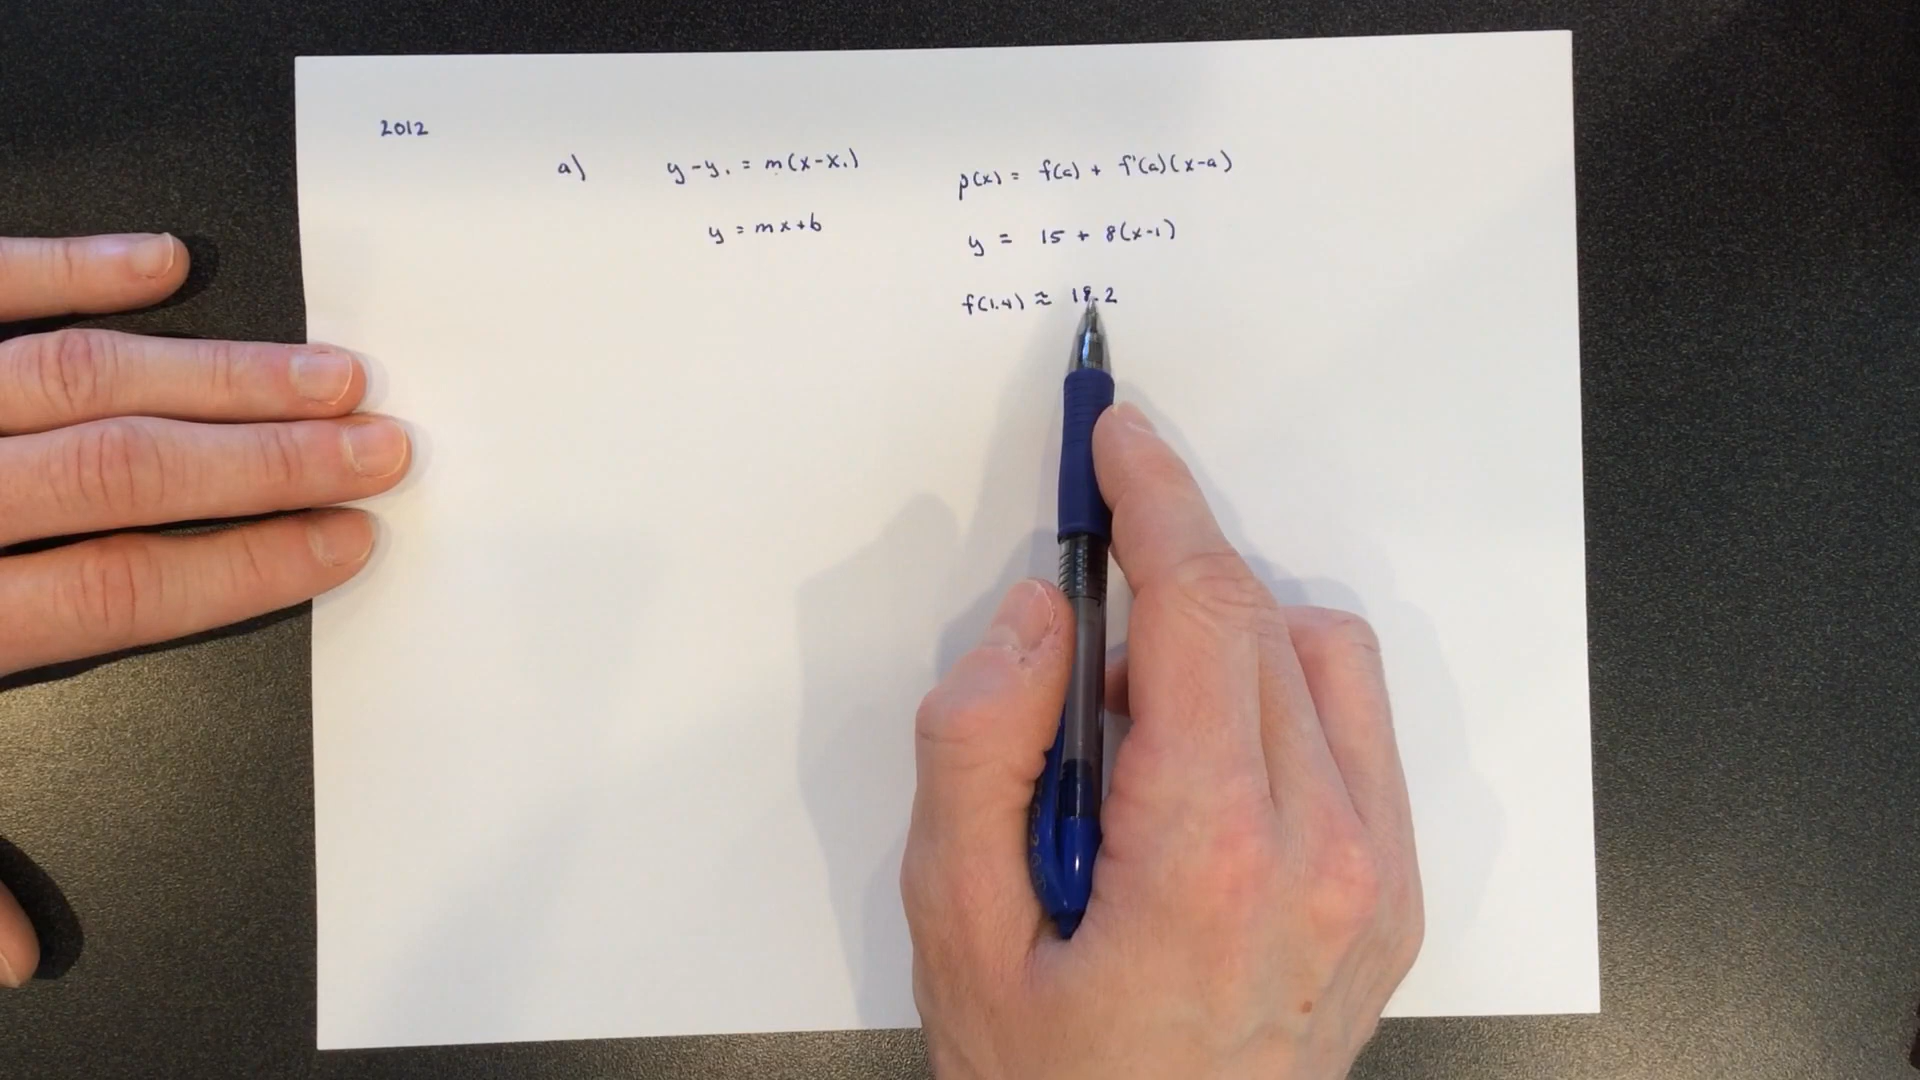 2012
a) y-y₁ = m(x-x₁)
y = mx+b
p(x) = f(a) + f'(a)(x-a)
y = 15 + 8(x-1)
f(1.4) ≈ 18.2